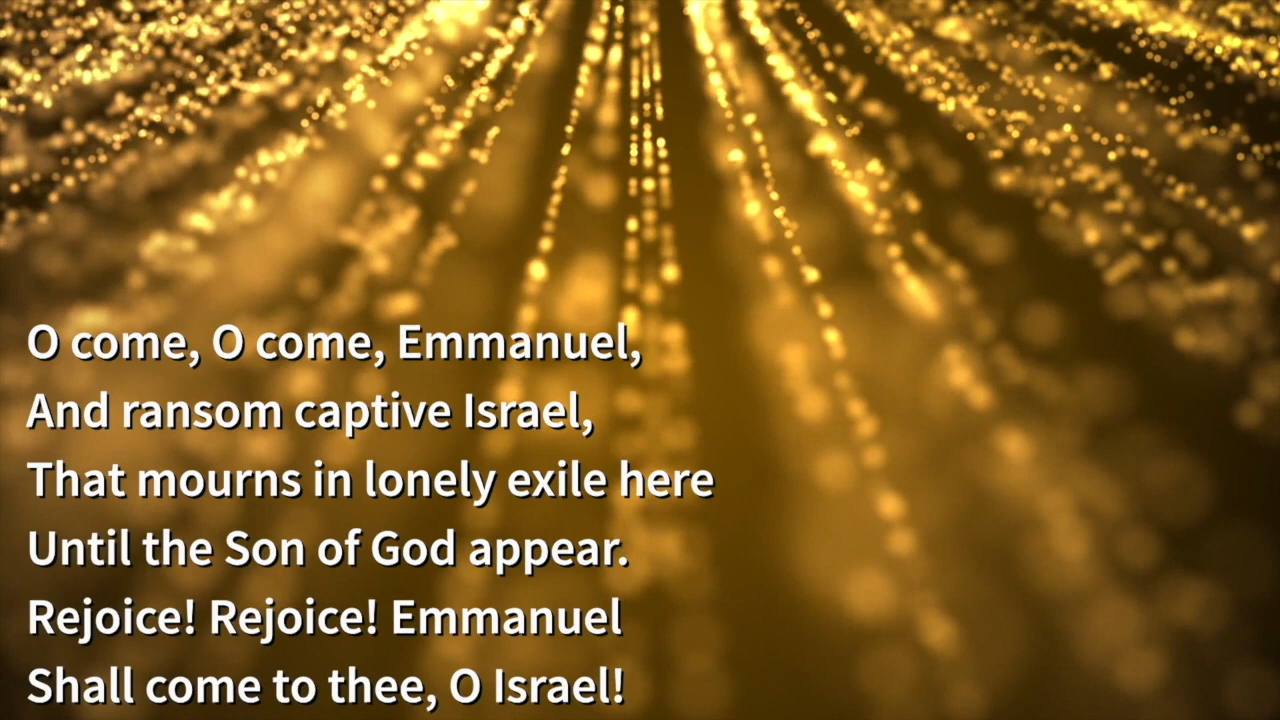 O come, O come, Emmanuel,
And ransom captive Israel,
That mourns in lonely exile here
Until the Son of God appear.
Rejoice! Rejoice! Emmanuel
Shall come to thee, O Israel!